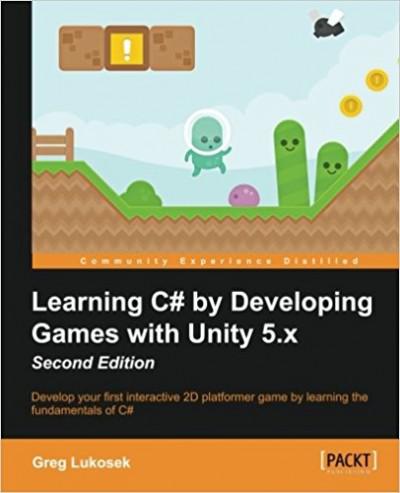 !
Community Experience Distilled
Learning C# by Developing
Games with Unity 5.x
Second Edition
Develop your first interactive 2D platformer game by learning the
fundamentals of C#
Greg Lukosek
[PACKT]
PUBLISHING